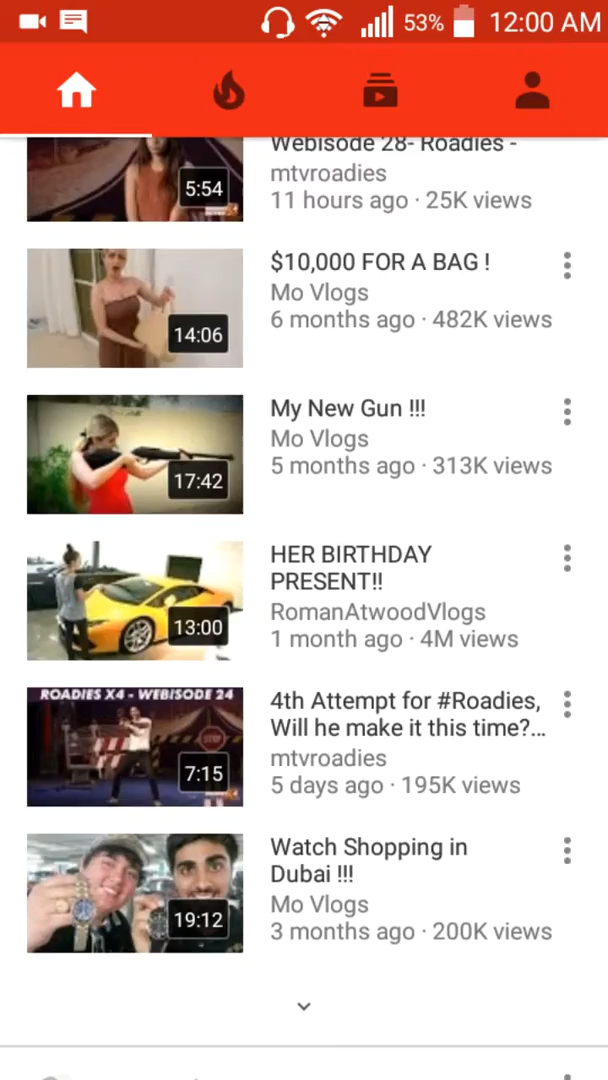 53% 12:00 AM
Webisode 28- Roadies -
mtvroadies
5:54
11 hours ago · 25K views
$10,000 FOR A BAG !
Mo Vlogs
6 months ago · 482K views
14:06
My New Gun !!!
Mo Vlogs
5 months ago · 313K views
17:42
HER BIRTHDAY
PRESENT!!
RomanAtwoodVlogs
1 month ago · 4M views
13:00
ROADIES X4 - WEBISODE 24
STOP
4th Attempt for #Roadies,
Will he make it this time?...
mtvroadies
5 days ago · 195K views
7:15
Watch Shopping in
Dubai !!!
Mo Vlogs
3 months ago · 200K views
19:12